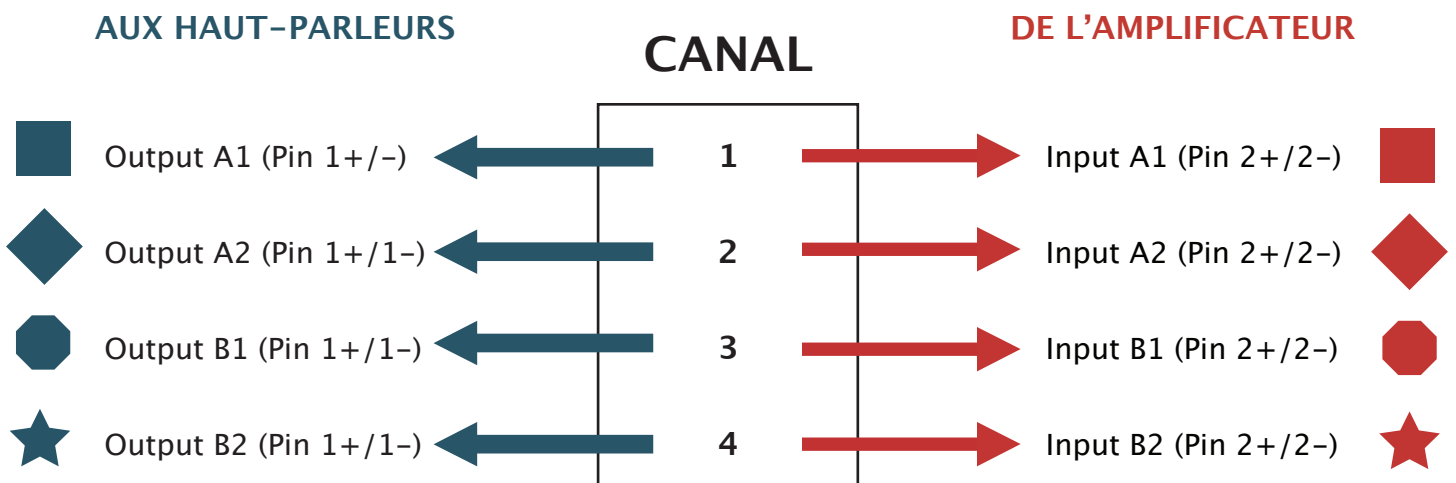 AUX HAUT-PARLEURS
CANAL
DE L’AMPLIFICATEUR
Output A1 (Pin 1+/-)
1
Input A1 (Pin 2+/2-)
Output A2 (Pin 1+/1-)
2
Input A2 (Pin 2+/2-)
Output B1 (Pin 1+/1-)
3
Input B1 (Pin 2+/2-)
Output B2 (Pin 1+/1-)
4
Input B2 (Pin 2+/2-)